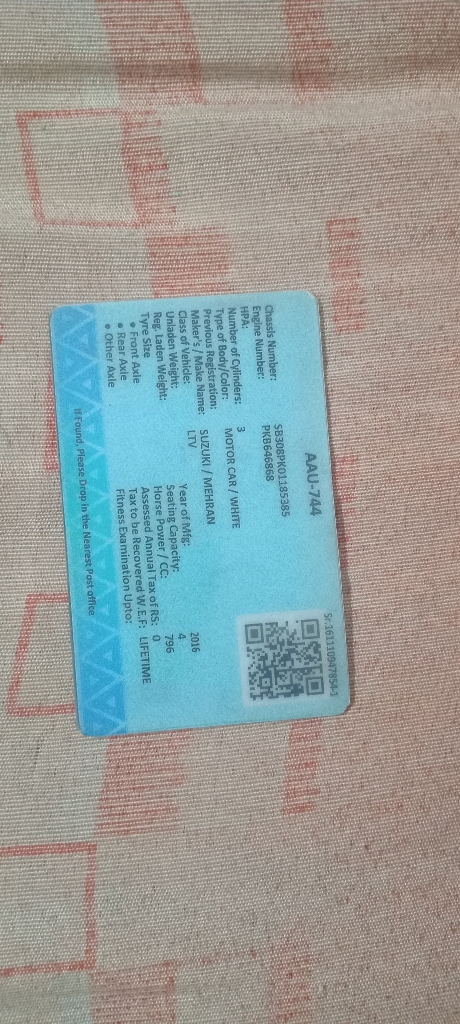 Sr.1611109478541
AAU-744
Chassis Number: SB308PK01185385
Engine Number: PKB646868
HPA:
Number of Cylinders: 3
Type of Body/Color: MOTOR CAR / WHITE
Previous Registration:
Maker's / Make Name: SUZUKI / MEHRAN
Class of Vehicle: LTV Year of Mfg: 2016
Unladen Weight: Seating Capacity: 4
Reg. Laden Weight: Horse Power / CC: 796
Tyre Size Assessed Annual Tax of RS: 0
• Front Axle Tax to be Recovered W.E.F: LIFETIME
• Rear Axle Fitness Examination Upto:
• Other Axle
If Found, Please Drop in the Nearest Post office